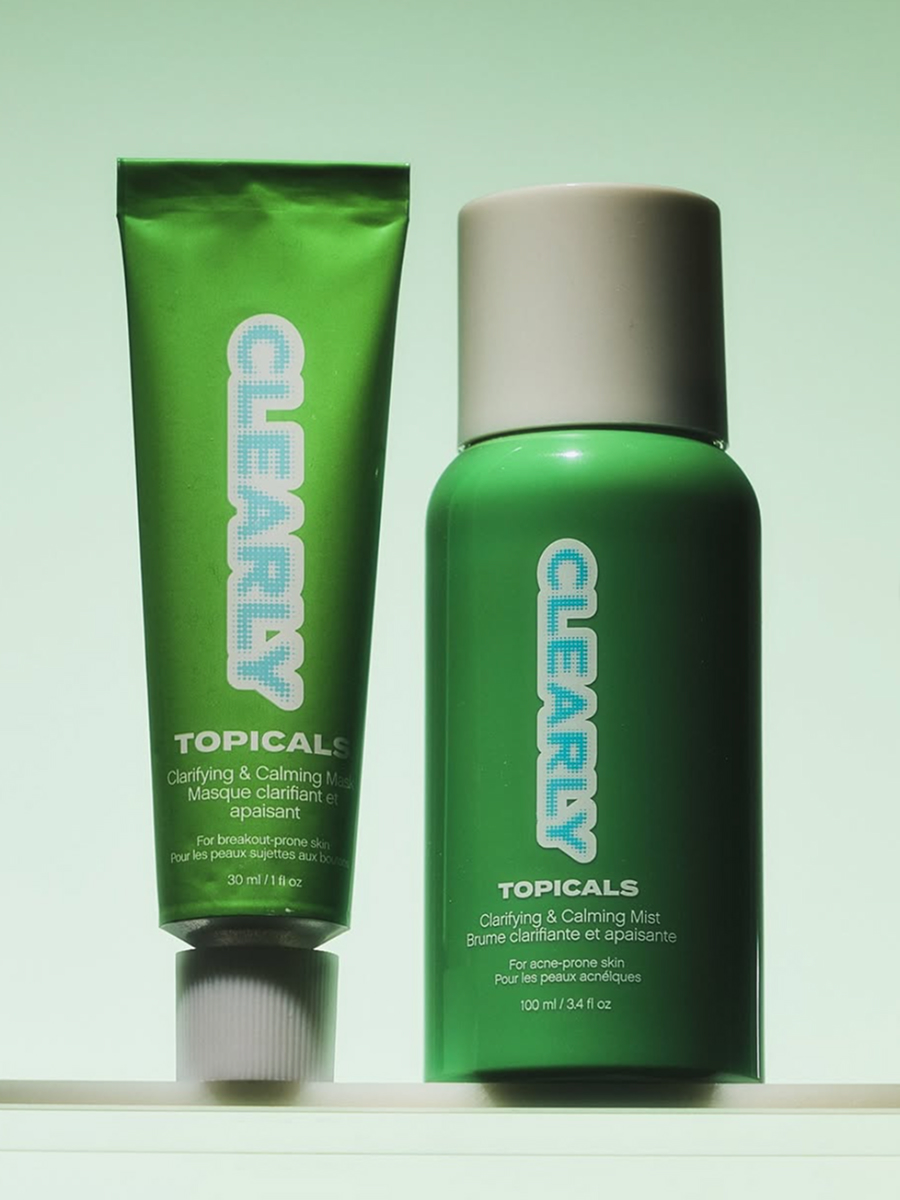 CLEARLY
TOPICALS
Clarifying & Calming Mask
Masque clarifiant et
apaisant
For breakout-prone skin
Pour les peaux sujettes aux boutons
30 ml / 1 fl oz
CLEARLY
TOPICALS
Clarifying & Calming Mist
Brume clarifiante et apaisante
For acne-prone skin
Pour les peaux acnéiques
100 ml / 3.4 fl oz